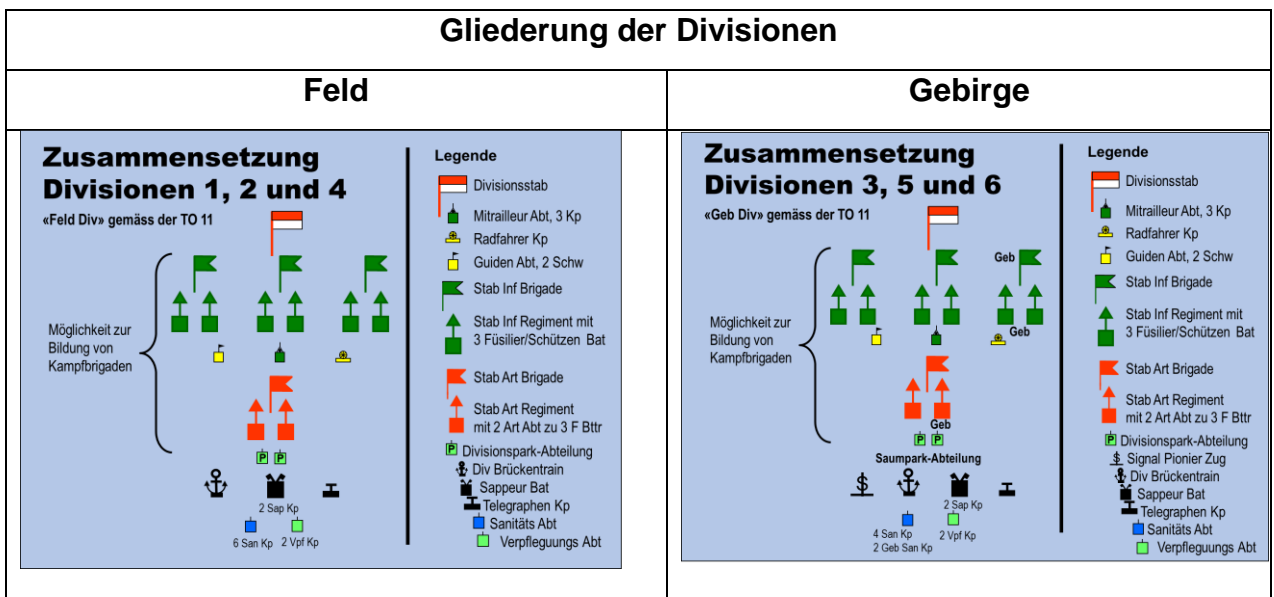 Gliederung der Divisionen
Feld
Gebirge
Zusammensetzung
Divisionen 1, 2 und 4
«Feld Div» gemäss der TO 11
Möglichkeit zur
Bildung von
Kampfbrigaden
P P
2 Sap Kp
6 San Kp
2 Vpf Kp
Legende
Divisionsstab
Mitrailleur Abt, 3 Kp
Radfahrer Kp
Guiden Abt, 2 Schw
Stab Inf Brigade
Stab Inf Regiment mit
3 Füsilier/Schützen Bat
Stab Art Brigade
Stab Art Regiment
mit 2 Art Abt zu 3 F Bttr
P Divisionspark-Abteilung
Div Brückentrain
Sappeur Bat
Telegraphen Kp
Sanitäts Abt
Verpfleguungs Abt
Zusammensetzung
Divisionen 3, 5 und 6
«Geb Div» gemäss der TO 11
Geb
Geb
Möglichkeit zur
Bildung von
Kampfbrigaden
Geb
P P
Saumpark-Abteilung
$
2 Sap Kp
4 San Kp
2 Geb San Kp
2 Vpf Kp
Legende
Divisionsstab
Mitrailleur Abt, 3 Kp
Radfahrer Kp
Guiden Abt, 2 Schw
Stab Inf Brigade
Stab Inf Regiment mit
3 Füsilier/Schützen Bat
Stab Art Brigade
Stab Art Regiment
mit 2 Art Abt zu 3 F Bttr
P Divisionspark-Abteilung
$ Signal Pionier Zug
Div Brückentrain
Sappeur Bat
Telegraphen Kp
Sanitäts Abt
Verpfleguungs Abt